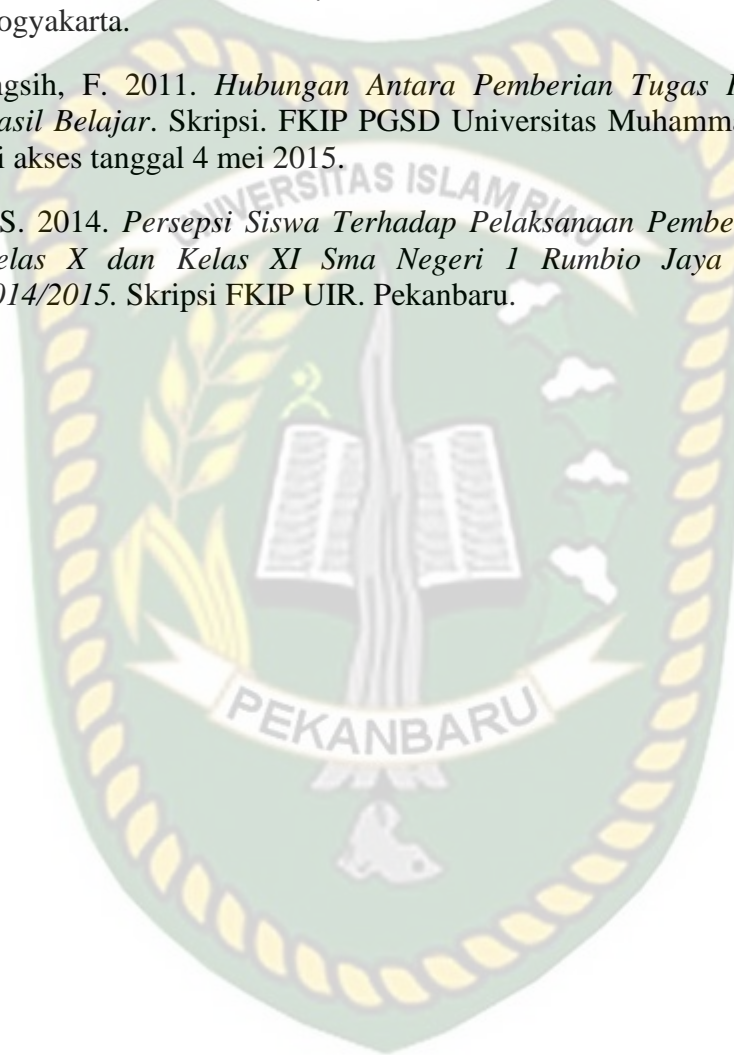 ogyakarta.
ngsih, F. 2011. Hubungan Antara Pemberian Tugas
asil Belajar. Skripsi. FKIP PGSD Universitas Muhamma
i akses tanggal 4 mei 2015.
UNIVERSITAS ISLAM RIAU
S. 2014. Persepsi Siswa Terhadap Pelaksanaan Pembe
elas X dan Kelas XI Sma Negeri 1 Rumbio Jaya
014/2015. Skripsi FKIP UIR. Pekanbaru.
PEKANBARU